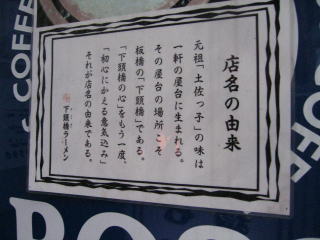 店名の由来
元祖「土佐っ子」の味は
一軒の屋台に生まれる。
その屋台の場所こそ
板橋の「下頭橋」である。
「下頭橋の心」をもう一度、
「初心にかえる意気込み」
それが店名の由来である。
下頭橋ラーメン
COFFEE